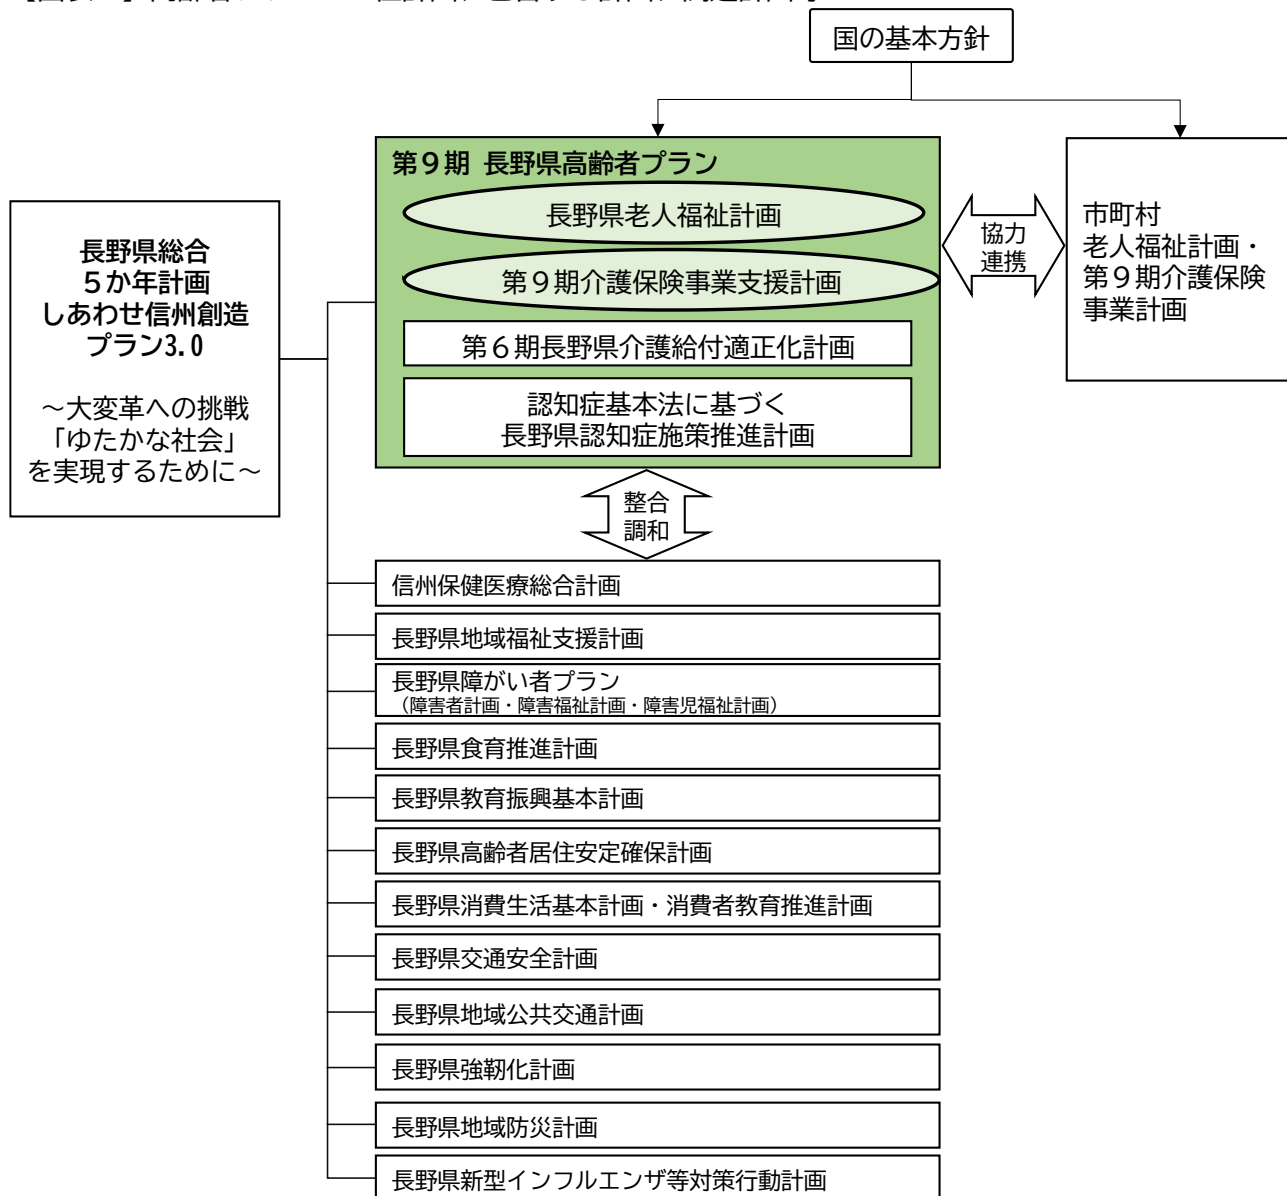 国の基本方針
第９期 長野県高齢者プラン
長野県老人福祉計画
第９期介護保険事業支援計画
第６期長野県介護給付適正化計画
認知症基本法に基づく
長野県認知症施策推進計画
協力
連携
市町村
老人福祉計画・
第９期介護保険
事業計画
長野県総合
５か年計画
しあわせ信州創造
プラン3.0
～大変革への挑戦
「ゆたかな社会」
を実現するために～
整合
調和
信州保健医療総合計画
長野県地域福祉支援計画
長野県障がい者プラン
（障害者計画・障害福祉計画・障害児福祉計画）
長野県食育推進計画
長野県教育振興基本計画
長野県高齢者居住安定確保計画
長野県消費生活基本計画・消費者教育推進計画
長野県交通安全計画
長野県地域公共交通計画
長野県強靭化計画
長野県地域防災計画
長野県新型インフルエンザ等対策行動計画